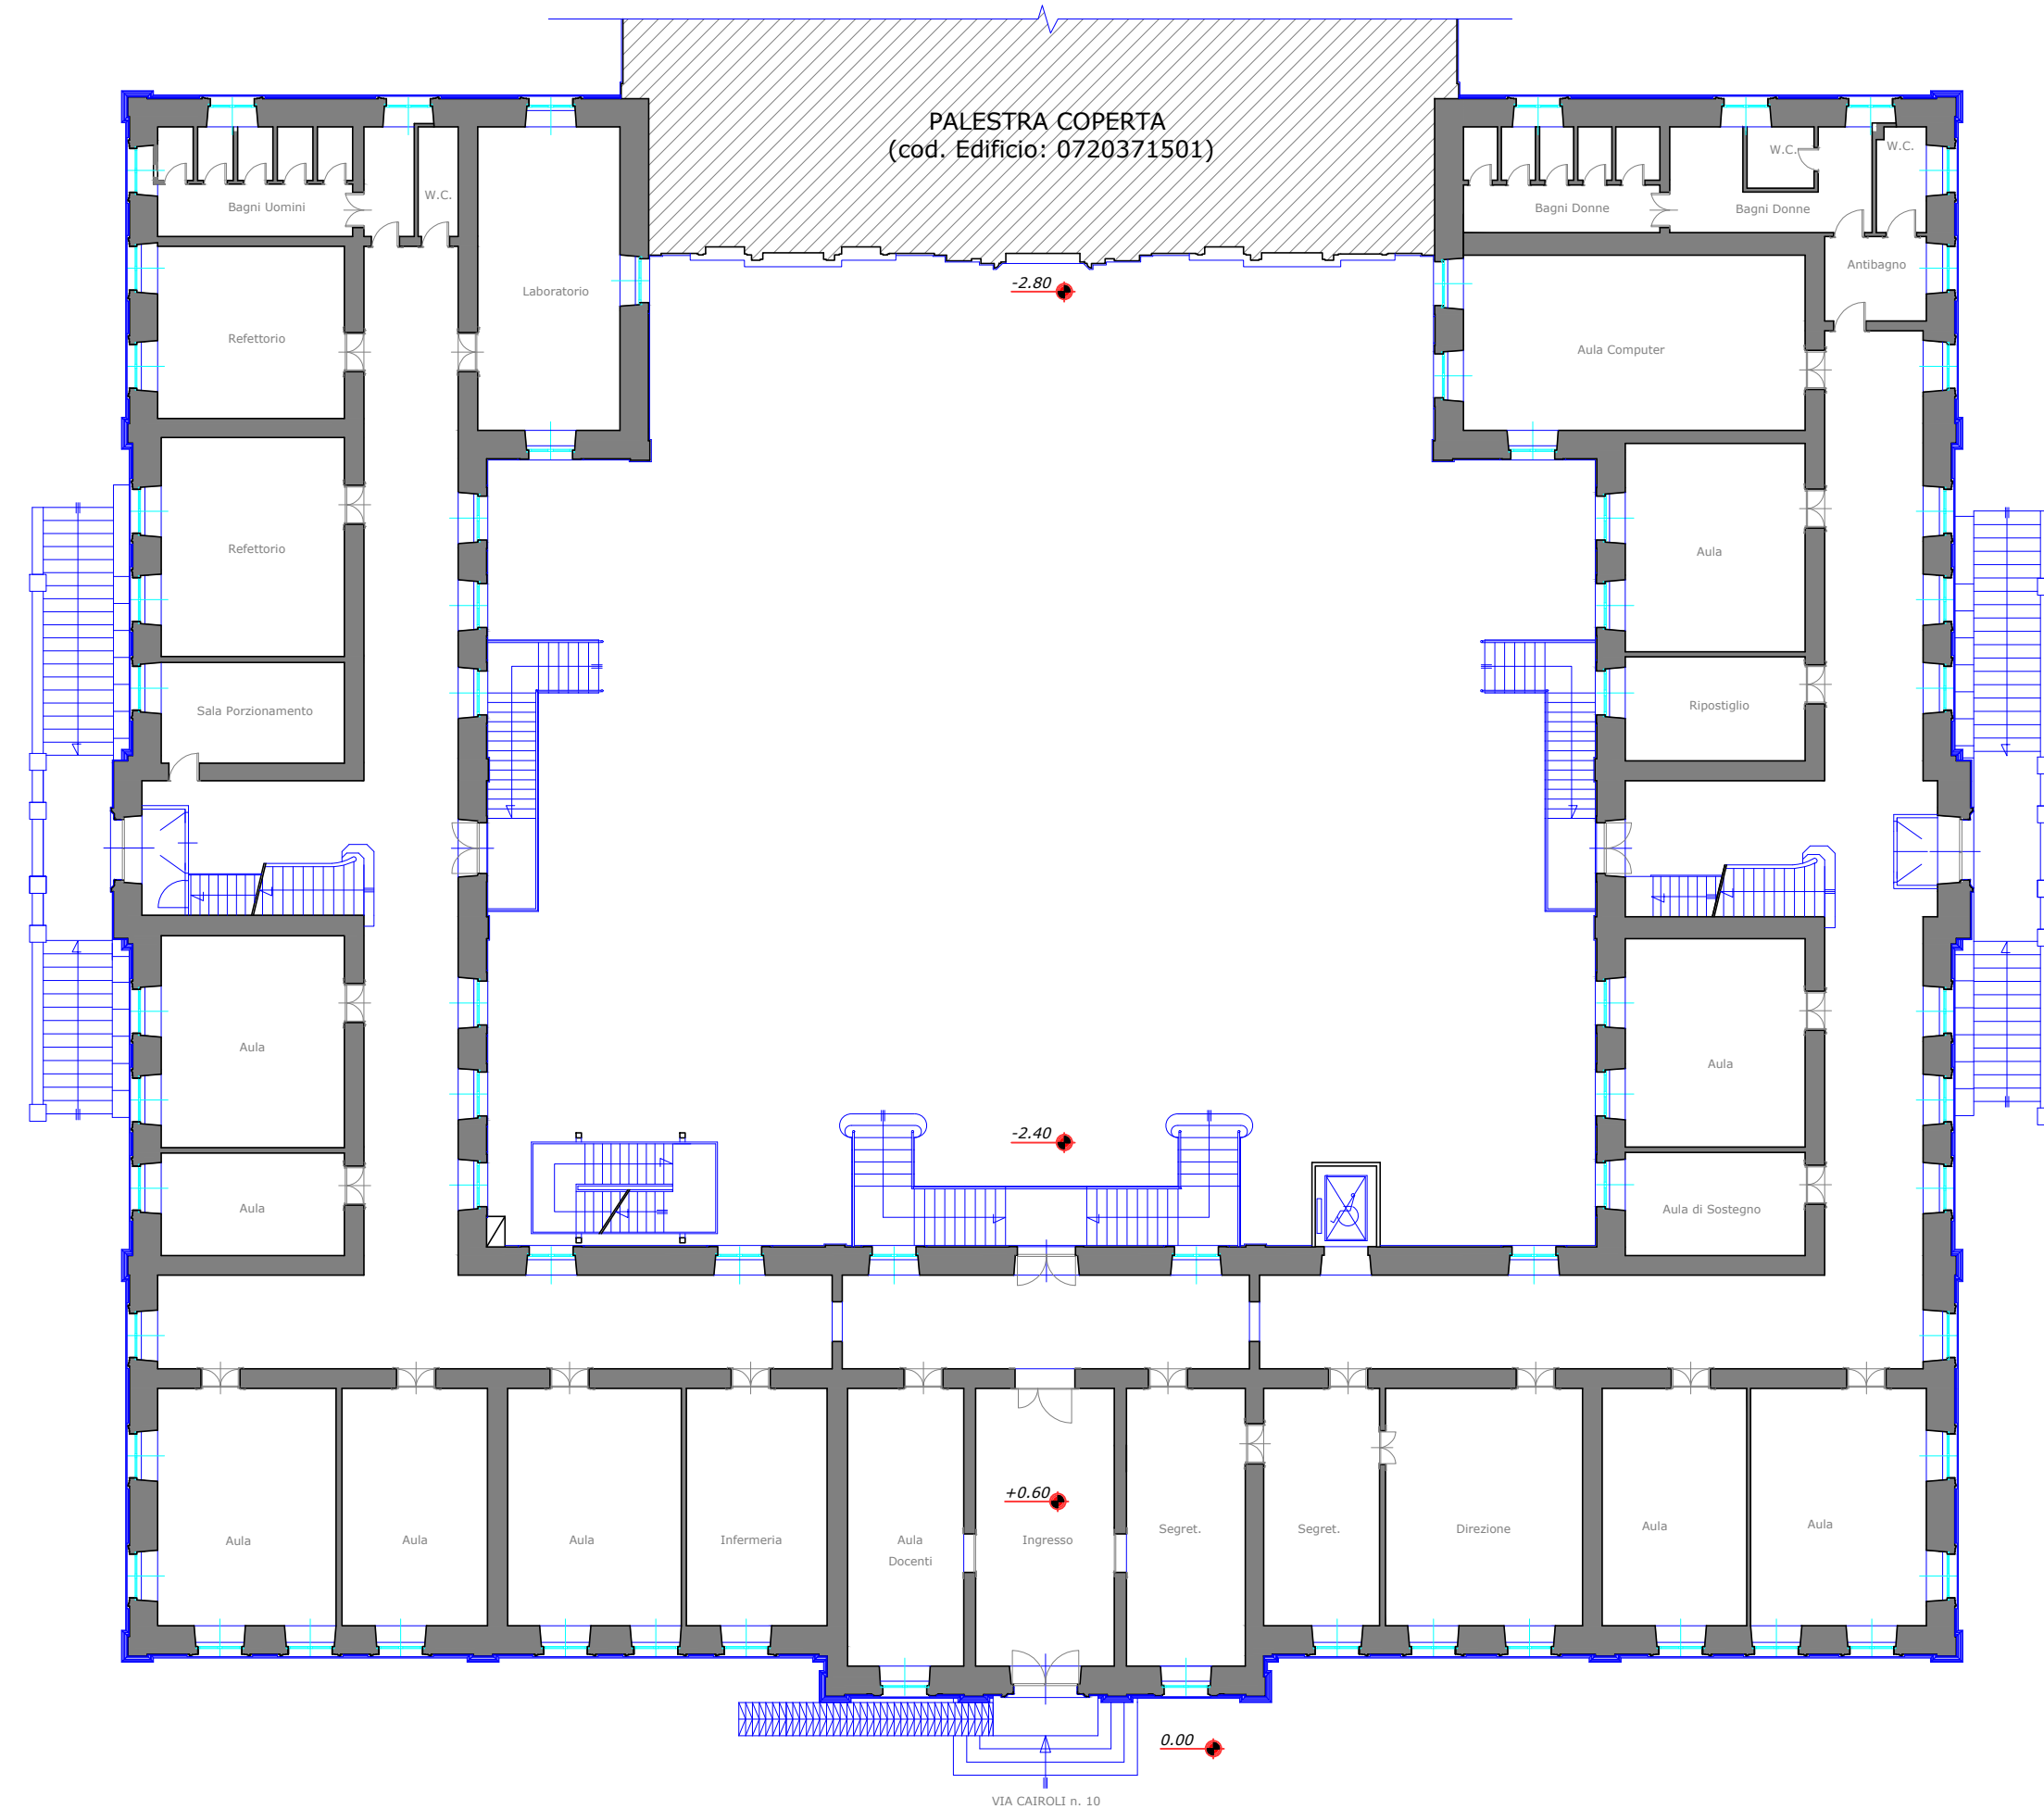 PALESTRA COPERTA
(cod. Edificio: 0720371501)
W.C.
W.C.
W.C.
Bagni Uomini
Bagni Donne
Bagni Donne
Antibagno
-2.80
Laboratorio
Refettorio
Aula Computer
Refettorio
Aula
Sala Porzionamento
Ripostiglio
Aula
Aula
-2.40
Aula
Aula di Sostegno
+0.60
Aula
Aula
Aula
Infermeria
Aula
Docenti
Ingresso
Segret.
Segret.
Direzione
Aula
Aula
0.00
VIA CAIROLI n. 10